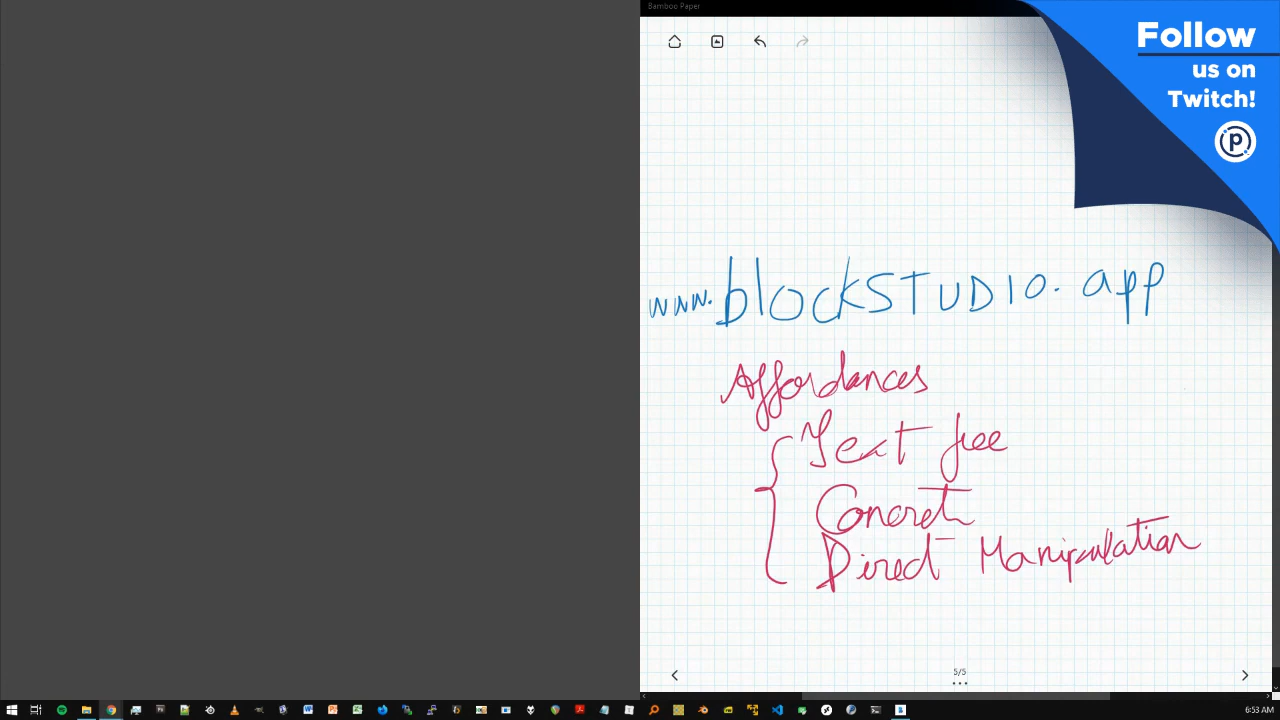 Bamboo Paper
Follow
us on
Twitch!
www.blockSTUDIO.app
Affordances
Text free
Concrete
Direct Manipulation
5/5
6:53 AM